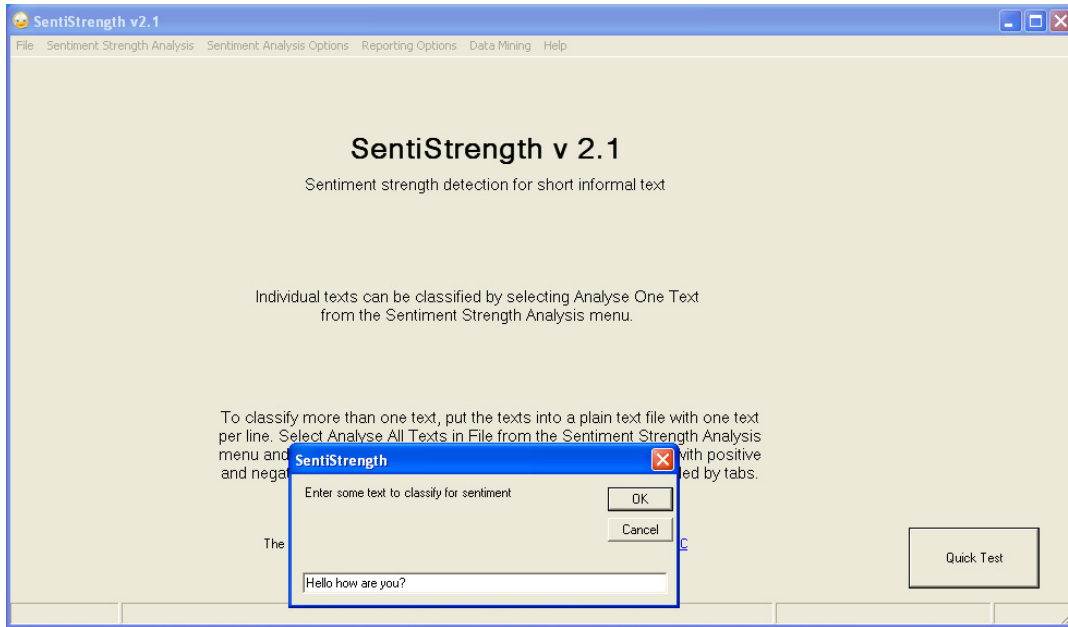 SentiStrength v2.1
File Sentiment Strength Analysis Sentiment Analysis Options Reporting Options Data Mining Help
SentiStrength v 2.1
Sentiment strength detection for short informal text
Individual texts can be classified by selecting Analyse One Text
from the Sentiment Strength Analysis menu.
To classify more than one text, put the texts into a plain text file with one text
per line. Select Analyse All Texts in File from the Sentiment Strength Analysis
menu and with positive
and negat ed by tabs.
The C
SentiStrength
Enter some text to classify for sentiment
OK
Cancel
Hello how are you?
Quick Test